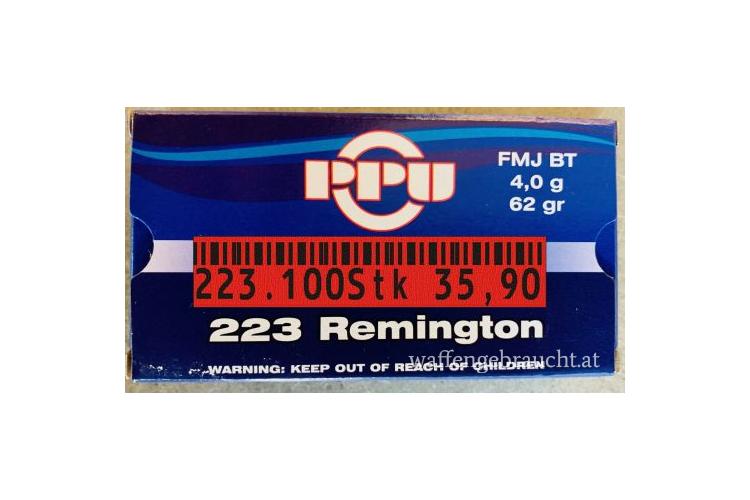 PPU
FMJ BT
4,0 g
62 gr
223.100Stk 35,90
223 Remington
waffengebraucht.at
WARNING: KEEP OUT OF REACH OF CHILDREN